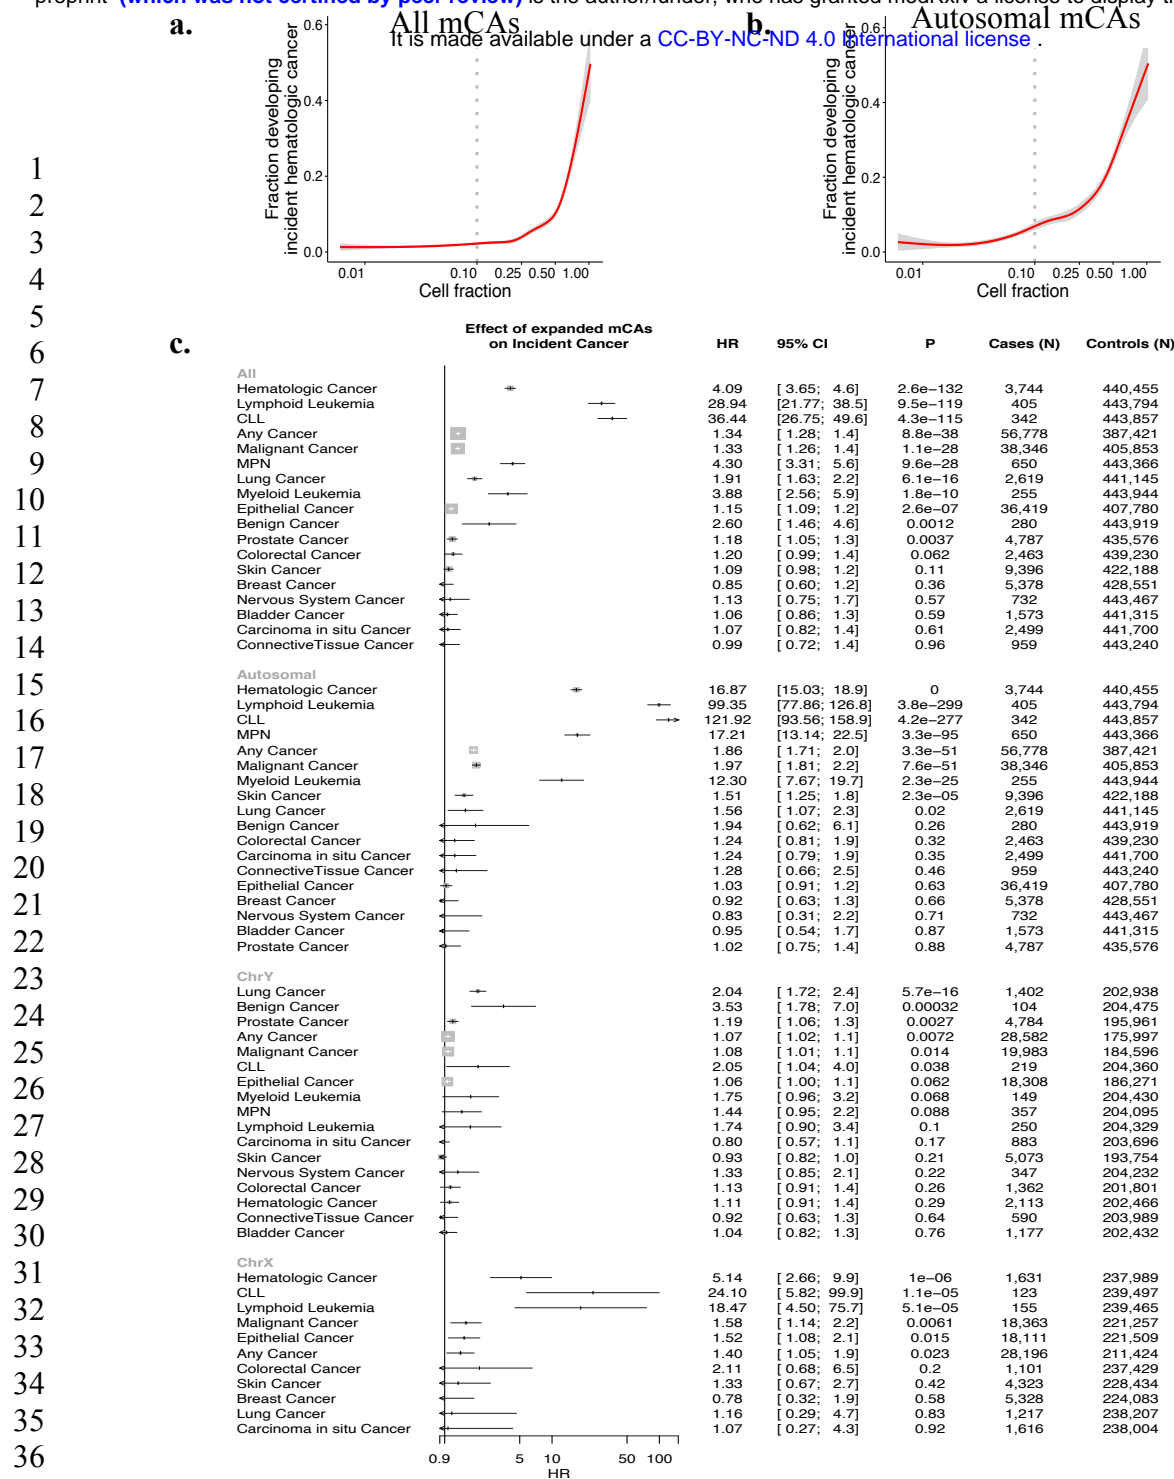 preprint (which was not certified by peer review) is the author/funder, who has granted medRxiv a license to display th
It is made available under a CC-BY-NC-ND 4.0 International license .
a. All mCAs
b. Autosomal mCAs
Fraction developing
incident hematologic cancer
0.6
0.4
0.2
0.0
0.01 0.10 0.25 0.50 1.00
Cell fraction
Fraction developing
incident hematologic cancer
0.6
0.4
0.2
0.0
0.01 0.10 0.25 0.50 1.00
Cell fraction
1
2
3
4
5
6
7
8
9
10
11
12
13
14
15
16
17
18
19
20
21
22
23
24
25
26
27
28
29
30
31
32
33
34
35
36
c.
Effect of expanded mCAs
on Incident Cancer
HR 95% CI P Cases (N) Controls (N)
All
Hematologic Cancer 4.09 [ 3.65; 4.6] 2.6e−132 3,744 440,455
Lymphoid Leukemia 28.94 [21.77; 38.5] 9.5e−119 405 443,794
CLL 36.44 [26.75; 49.6] 4.3e−115 342 443,857
Any Cancer 1.34 [ 1.28; 1.4] 8.8e−38 56,778 387,421
Malignant Cancer 1.33 [ 1.26; 1.4] 1.1e−28 38,346 405,853
MPN 4.30 [ 3.31; 5.6] 9.6e−28 650 443,366
Lung Cancer 1.91 [ 1.63; 2.2] 6.1e−16 2,619 441,145
Myeloid Leukemia 3.88 [ 2.56; 5.9] 1.8e−10 255 443,944
Epithelial Cancer 1.15 [ 1.09; 1.2] 2.6e−07 36,419 407,780
Benign Cancer 2.60 [ 1.46; 4.6] 0.0012 280 443,919
Prostate Cancer 1.18 [ 1.05; 1.3] 0.0037 4,787 435,576
Colorectal Cancer 1.20 [ 0.99; 1.4] 0.062 2,463 439,230
Skin Cancer 1.09 [ 0.98; 1.2] 0.11 9,396 422,188
Breast Cancer 0.85 [ 0.60; 1.2] 0.36 5,378 428,551
Nervous System Cancer 1.13 [ 0.75; 1.7] 0.57 732 443,467
Bladder Cancer 1.06 [ 0.86; 1.3] 0.59 1,573 441,315
Carcinoma in situ Cancer 1.07 [ 0.82; 1.4] 0.61 2,499 441,700
ConnectiveTissue Cancer 0.99 [ 0.72; 1.4] 0.96 959 443,240
Autosomal
Hematologic Cancer 16.87 [15.03; 18.9] 0 3,744 440,455
Lymphoid Leukemia 99.35 [77.86; 126.8] 3.8e−299 405 443,794
CLL 121.92 [93.56; 158.9] 4.2e−277 342 443,857
MPN 17.21 [13.14; 22.5] 3.3e−95 650 443,366
Any Cancer 1.86 [ 1.71; 2.0] 3.3e−51 56,778 387,421
Malignant Cancer 1.97 [ 1.81; 2.2] 7.6e−51 38,346 405,853
Myeloid Leukemia 12.30 [ 7.67; 19.7] 2.3e−25 255 443,944
Skin Cancer 1.51 [ 1.25; 1.8] 2.3e−05 9,396 422,188
Lung Cancer 1.56 [ 1.07; 2.3] 0.02 2,619 441,145
Benign Cancer 1.94 [ 0.62; 6.1] 0.26 280 443,919
Colorectal Cancer 1.24 [ 0.81; 1.9] 0.32 2,463 439,230
Carcinoma in situ Cancer 1.24 [ 0.79; 1.9] 0.35 2,499 441,700
ConnectiveTissue Cancer 1.28 [ 0.66; 2.5] 0.46 959 443,240
Epithelial Cancer 1.03 [ 0.91; 1.2] 0.63 36,419 407,780
Breast Cancer 0.92 [ 0.63; 1.3] 0.66 5,378 428,551
Nervous System Cancer 0.83 [ 0.31; 2.2] 0.71 732 443,467
Bladder Cancer 0.95 [ 0.54; 1.7] 0.87 1,573 441,315
Prostate Cancer 1.02 [ 0.75; 1.4] 0.88 4,787 435,576
ChrY
Lung Cancer 2.04 [ 1.72; 2.4] 5.7e−16 1,402 202,938
Benign Cancer 3.53 [ 1.78; 7.0] 0.00032 104 204,475
Prostate Cancer 1.19 [ 1.06; 1.3] 0.0027 4,784 195,961
Any Cancer 1.07 [ 1.02; 1.1] 0.0072 28,582 175,997
Malignant Cancer 1.08 [ 1.01; 1.1] 0.014 19,983 184,596
CLL 2.05 [ 1.04; 4.0] 0.038 219 204,360
Epithelial Cancer 1.06 [ 1.00; 1.1] 0.062 18,308 186,271
Myeloid Leukemia 1.75 [ 0.96; 3.2] 0.068 149 204,430
MPN 1.44 [ 0.95; 2.2] 0.088 357 204,095
Lymphoid Leukemia 1.74 [ 0.90; 3.4] 0.1 250 204,329
Carcinoma in situ Cancer 0.80 [ 0.57; 1.1] 0.17 883 203,696
Skin Cancer 0.93 [ 0.82; 1.0] 0.21 5,073 193,754
Nervous System Cancer 1.33 [ 0.85; 2.1] 0.22 347 204,232
Colorectal Cancer 1.13 [ 0.91; 1.4] 0.26 1,362 201,801
Hematologic Cancer 1.11 [ 0.91; 1.4] 0.29 2,113 202,466
ConnectiveTissue Cancer 0.92 [ 0.63; 1.3] 0.64 590 203,989
Bladder Cancer 1.04 [ 0.82; 1.3] 0.76 1,177 202,432
ChrX
Hematologic Cancer 5.14 [ 2.66; 9.9] 1e−06 1,631 237,989
CLL 24.10 [ 5.82; 99.9] 1.1e−05 123 239,497
Lymphoid Leukemia 18.47 [ 4.50; 75.7] 5.1e−05 155 239,465
Malignant Cancer 1.58 [ 1.14; 2.2] 0.0061 18,363 221,257
Epithelial Cancer 1.52 [ 1.08; 2.1] 0.015 18,111 221,509
Any Cancer 1.40 [ 1.05; 1.9] 0.023 28,196 211,424
Colorectal Cancer 2.11 [ 0.68; 6.5] 0.2 1,101 237,429
Skin Cancer 1.33 [ 0.67; 2.7] 0.42 4,323 228,434
Breast Cancer 0.78 [ 0.32; 1.9] 0.58 5,328 224,083
Lung Cancer 1.16 [ 0.29; 4.7] 0.83 1,217 238,207
Carcinoma in situ Cancer 1.07 [ 0.27; 4.3] 0.92 1,616 238,004
0.9 5 10 50 100
HR